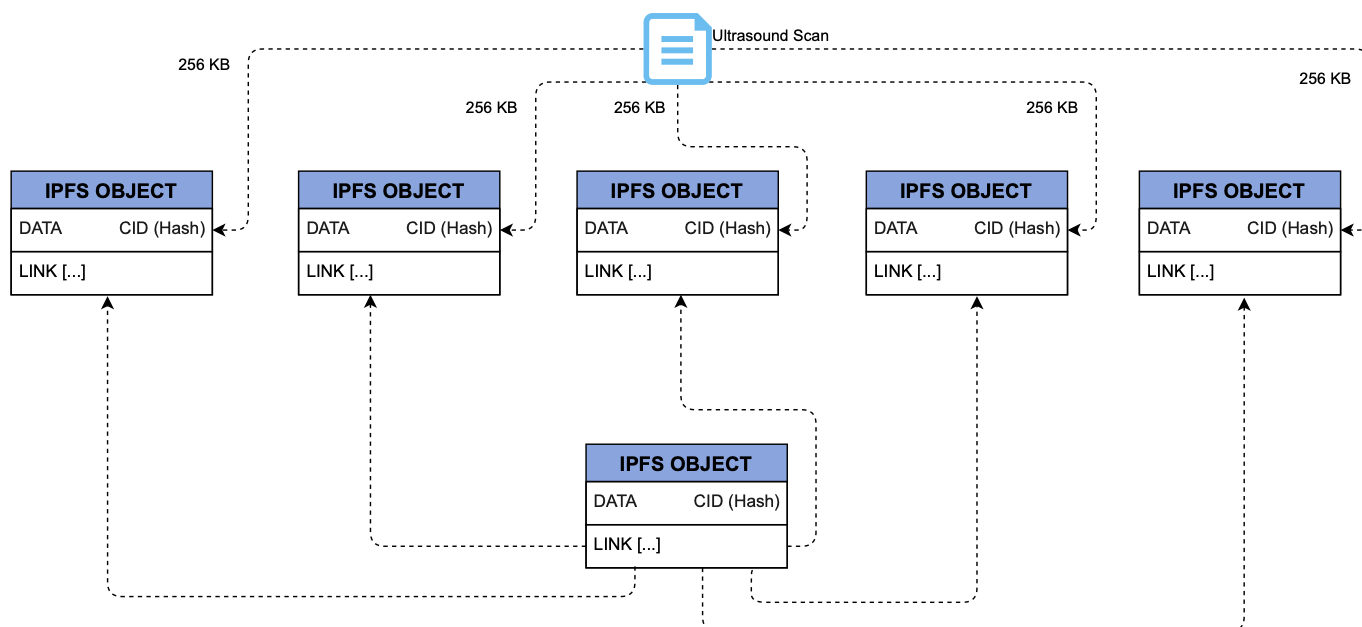 Ultrasound Scan
256 KB
256 KB
256 KB
256 KB
256 KB
IPFS OBJECT
DATA CID (Hash)
LINK [...]
IPFS OBJECT
DATA CID (Hash)
LINK [...]
IPFS OBJECT
DATA CID (Hash)
LINK [...]
IPFS OBJECT
DATA CID (Hash)
LINK [...]
IPFS OBJECT
DATA CID (Hash)
LINK [...]
IPFS OBJECT
DATA CID (Hash)
LINK [...]